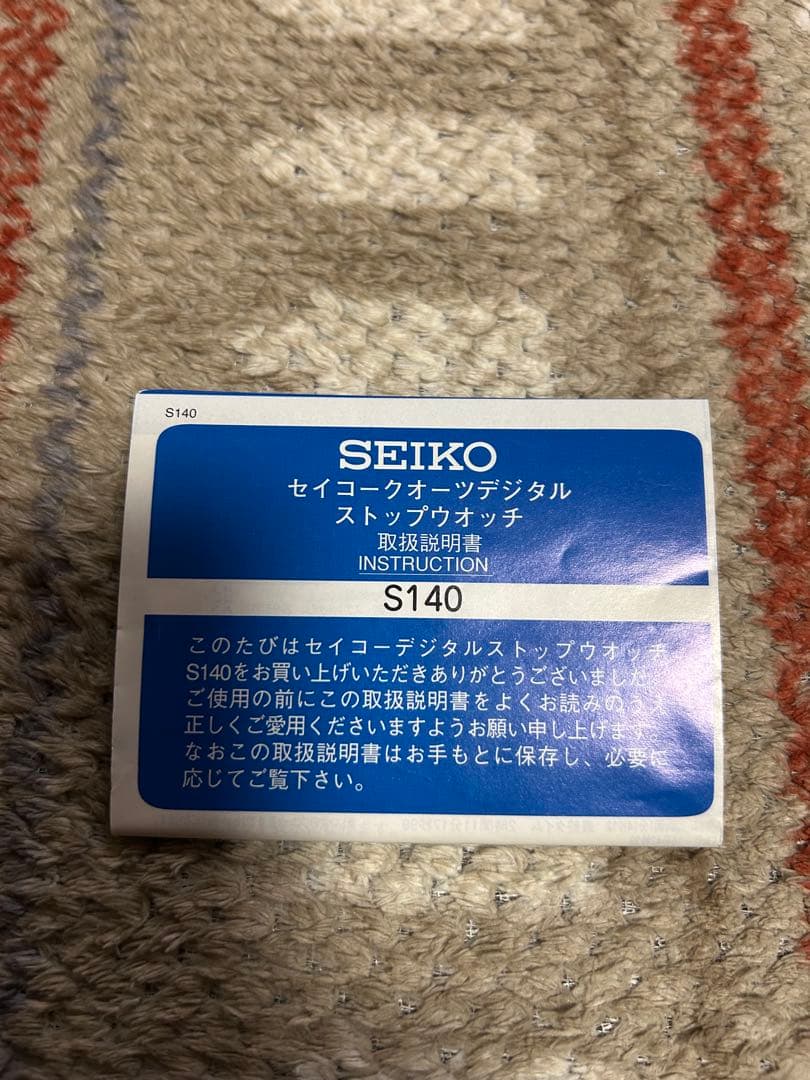 S140
SEIKO
セイコークオーツデジタル
ストップウオッチ
取扱説明書
INSTRUCTION
S140
このたびはセイコーデジタルストップウオッチ
S140をお買い上げいただきありがとうございました。
ご使用の前にこの取扱説明書をよくお読みのうえ
正しくご愛用くださいますようお願い申し上げます。
なおこの取扱説明書はお手もとに保存し、必要に
応じてご覧下さい。